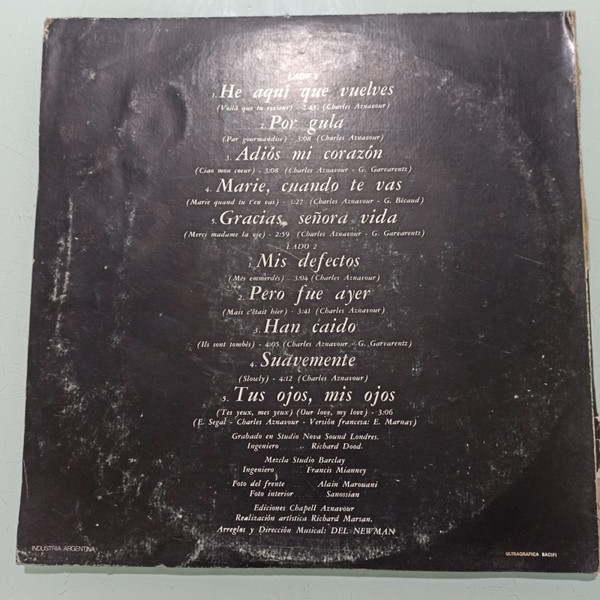 LADO 1
1. He aqui que vuelves
(Voilà que tu reviens) - 2:45 (Charles Aznavour)
2. Por gula
(Par gourmandise) - 3:08 (Charles Aznavour)
3. Adiós mi corazón
(Ciao mon coeur) - 3:08 (Charles Aznavour - G. Garvarentz)
4. Marie, cuando te vas
(Marie quand tu t'en vas) - 3:27 (Charles Aznavour - G. Bécaud)
5. Gracias, señora vida
(Merci madame la vie) - 2:59 (Charles Aznavour - G. Garvarentz)
LADO 2
1. Mis defectos
(Mes emmerdes) - 3:04 (Charles Aznavour)
2. Pero fue ayer
(Mais c'était hier) - 3:41 (Charles Aznavour)
3. Han caido
(Ils sont tombés) - 4:05 (Charles Aznavour - G. Garvarentz)
4. Suavemente
(Slowly) - 4:12 (Charles Aznavour)
5. Tus ojos, mis ojos
(Tes yeux, mes yeux) (Our love, my love) - 3:06
(E. Segal - Charles Aznavour - Versión francesa: E. Marnay)
Grabado en Studio Nova Sound Londres.
Ingeniero Richard Dood.
Mezcla Studio Barclay
Ingeniero Francis Mianney
Foto del frente Alain Marouani
Foto interior Sanossian
Ediciones Chapell Aznavour
Realización artística Richard Marsan.
Arreglos y Dirección Musical: DEL NEWMAN
INDUSTRIA ARGENTINA
ULTRAGRAFICA SACIFI